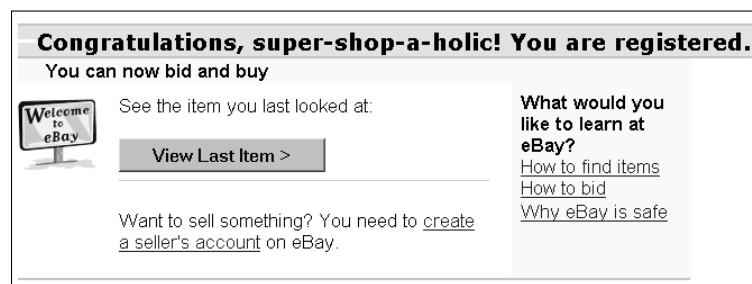 Congratulations, super-shop-a-holic! You are registered.
You can now bid and buy
Welcome
to
eBay
See the item you last looked at:
View Last Item >
Want to sell something? You need to create
a seller's account on eBay.
What would you
like to learn at
eBay?
How to find items
How to bid
Why eBay is safe